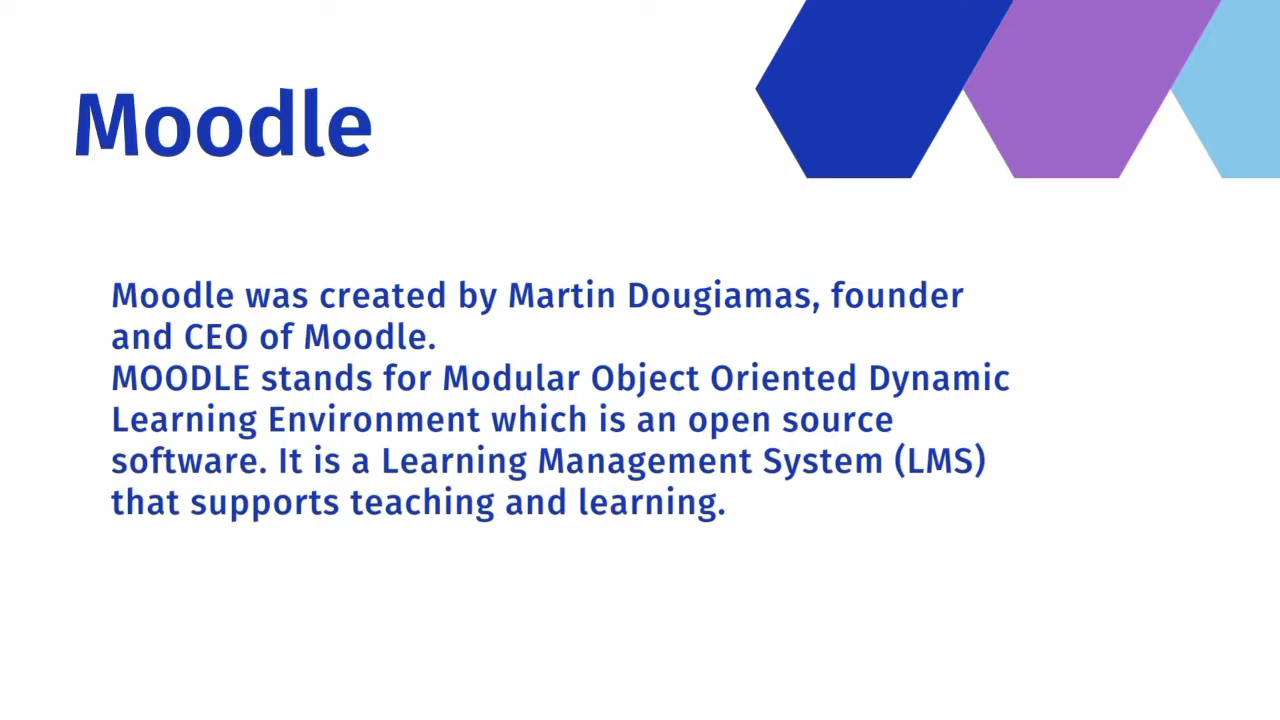 Moodle
Moodle was created by Martin Dougiamas, founder
and CEO of Moodle.
MOODLE stands for Modular Object Oriented Dynamic
Learning Environment which is an open source
software. It is a Learning Management System (LMS)
that supports teaching and learning.